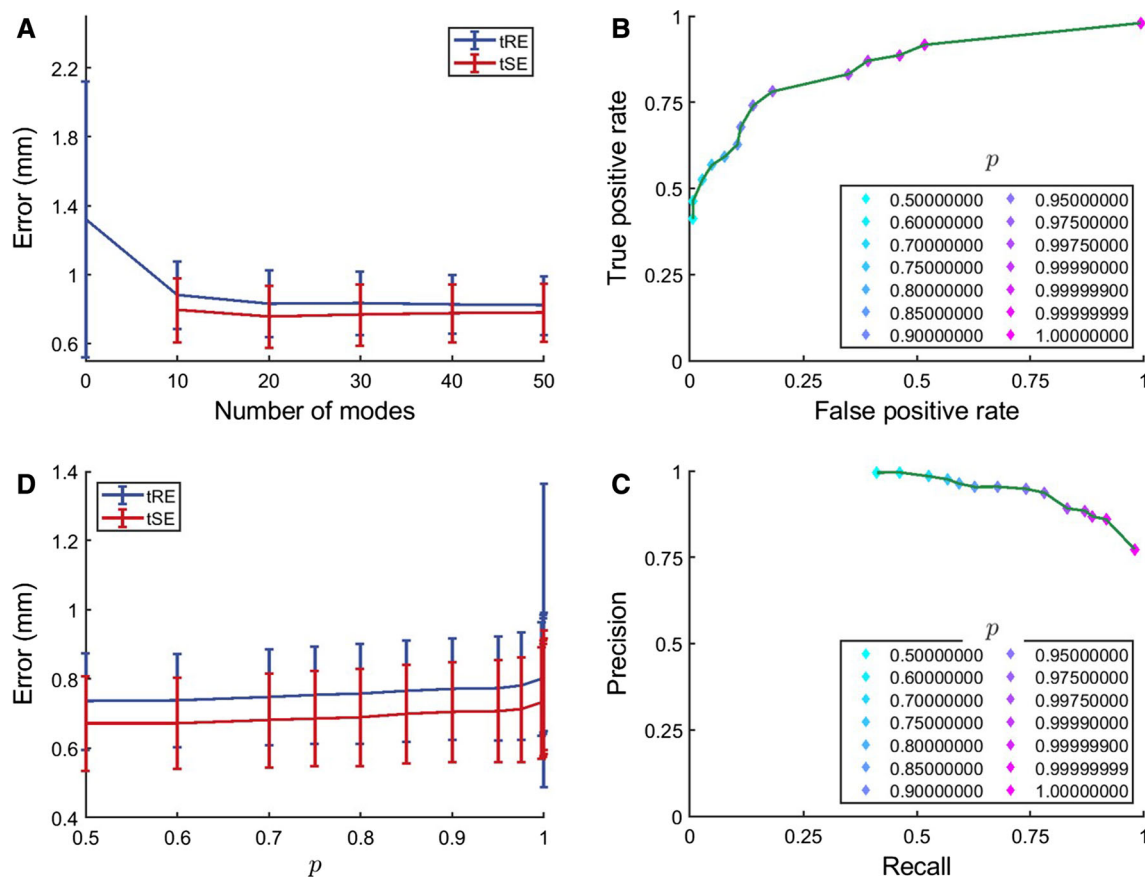 A
Error (mm)
2.2
1.8
1.4
1
0.6
0 10 20 30 40 50
Number of modes
tRE
tSE
B
True positive rate
1
0.75
0.5
0.25
0
0 0.25 0.5 0.75 1
False positive rate
p
0.50000000 0.95000000
0.60000000 0.97500000
0.70000000 0.99750000
0.75000000 0.99990000
0.80000000 0.99999900
0.85000000 0.99999999
0.90000000 1.00000000
D
Error (mm)
1.4
1.2
1
0.8
0.6
0.4
0.5 0.6 0.7 0.8 0.9 1
p
tRE
tSE
C
Precision
1
0.75
0.5
0.25
0
0 0.25 0.5 0.75 1
Recall
p
0.50000000 0.95000000
0.60000000 0.97500000
0.70000000 0.99750000
0.75000000 0.99990000
0.80000000 0.99999900
0.85000000 0.99999999
0.90000000 1.00000000